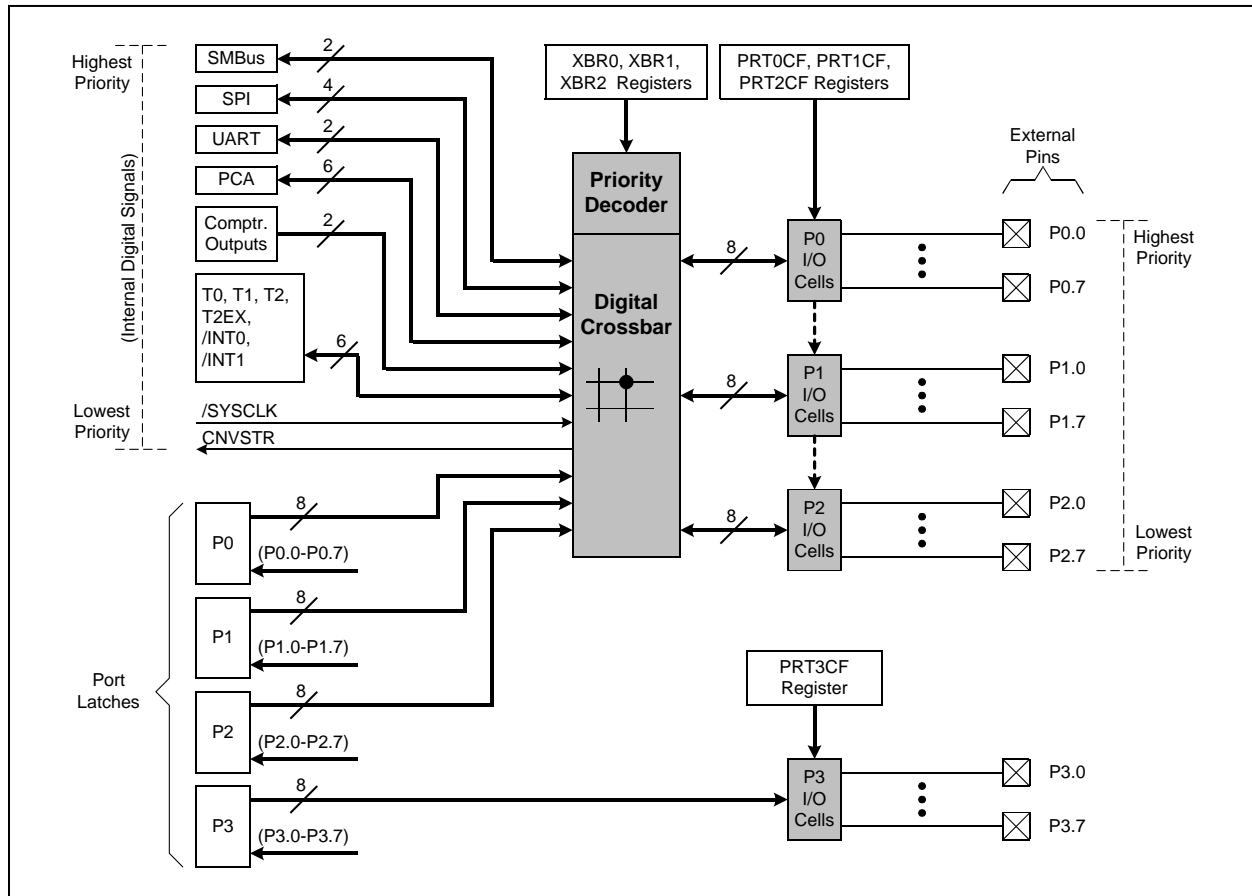 Highest
Priority
(Internal Digital Signals)
Lowest
Priority
SMBus
2
SPI
4
UART
2
PCA
6
Comptr.
Outputs
2
T0, T1, T2,
T2EX,
/INT0,
/INT1
6
/SYSCLK
CNVSTR
XBR0, XBR1,
XBR2 Registers
PRT0CF, PRT1CF,
PRT2CF Registers
Priority
Decoder
Digital
Crossbar
External
Pins
8
P0
I/O
Cells
P0.0
P0.7
Highest
Priority
8
P1
I/O
Cells
P1.0
P1.7
8
P2
I/O
Cells
P2.0
P2.7
Lowest
Priority
Port
Latches
P0
8
(P0.0-P0.7)
P1
8
(P1.0-P1.7)
P2
8
(P2.0-P2.7)
P3
8
(P3.0-P3.7)
PRT3CF
Register
P3
I/O
Cells
P3.0
P3.7